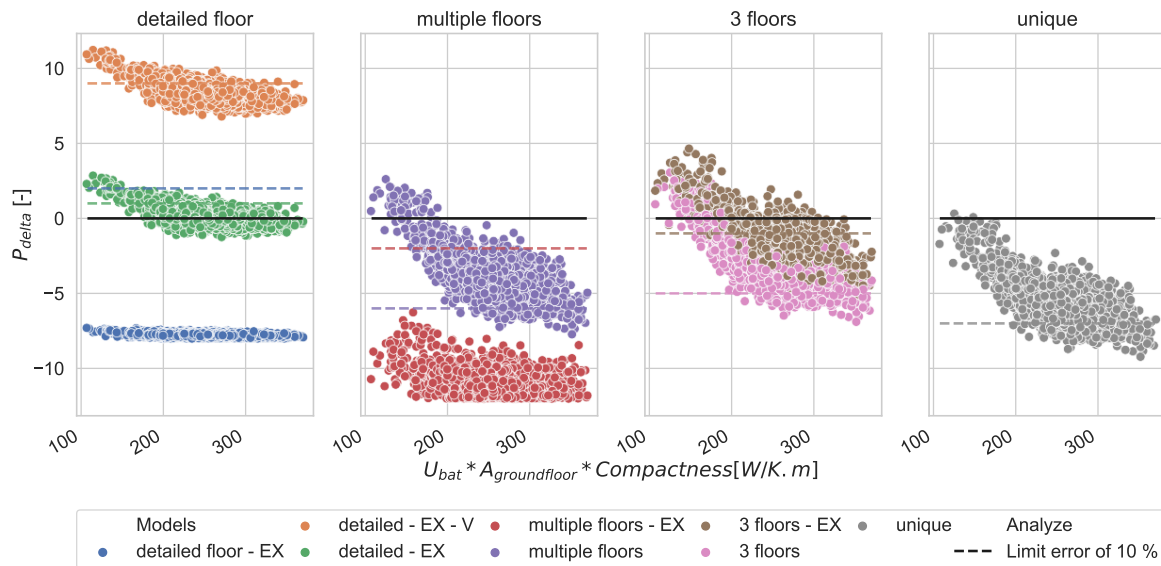 detailed floor
multiple floors
3 floors
unique
10
5
0
−5
−10
P_delta [-]
100
200
300
100
200
300
100
200
300
100
200
300
U_bat * A_groundfloor * Compactness[W/K. m]
Models
detailed - EX - V
multiple floors - EX
3 floors - EX
unique
Analyze
detailed floor - EX
detailed - EX
multiple floors
3 floors
Limit error of 10 %